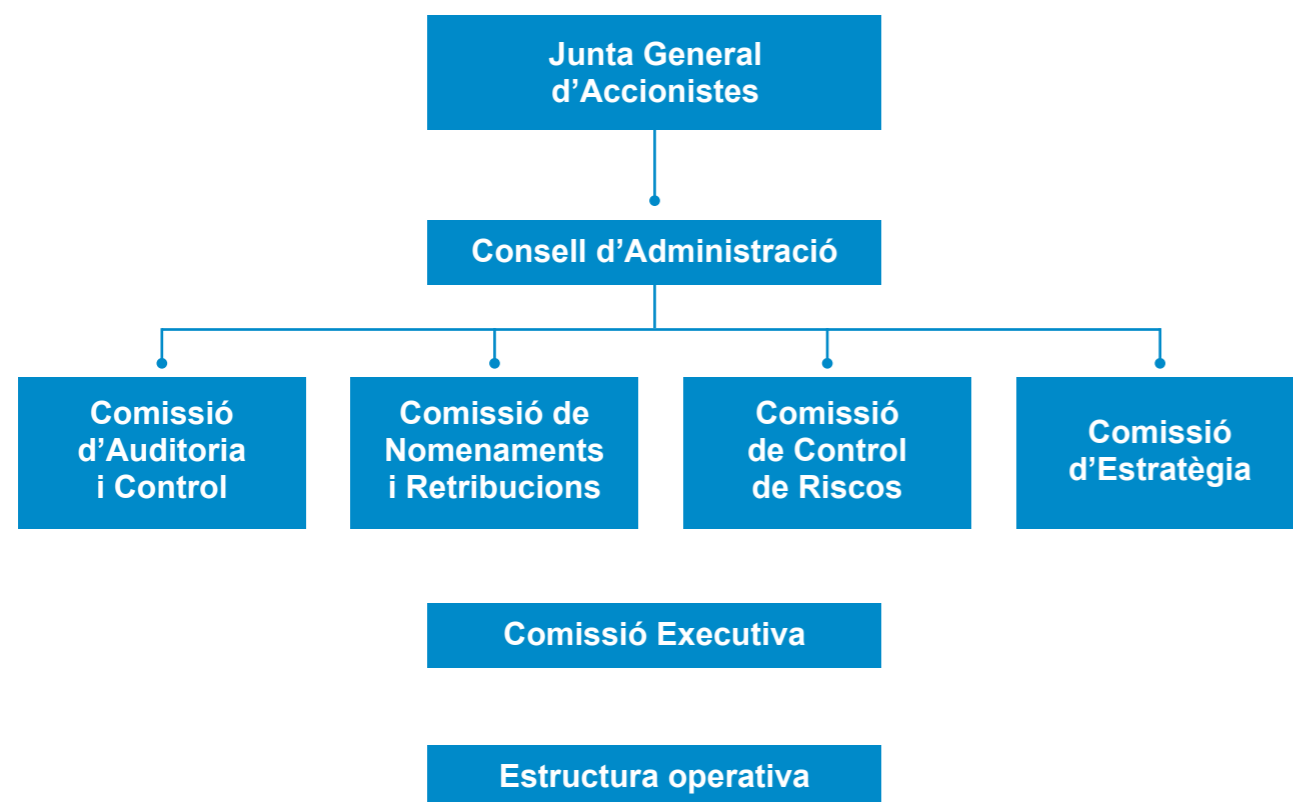 Junta General
d’Accionistes
Consell d’Administració
Comissió
d’Auditoria
i Control
Comissió de
Nomenaments
i Retribucions
Comissió
de Control
de Riscos
Comissió
d’Estratègia
Comissió Executiva
Estructura operativa